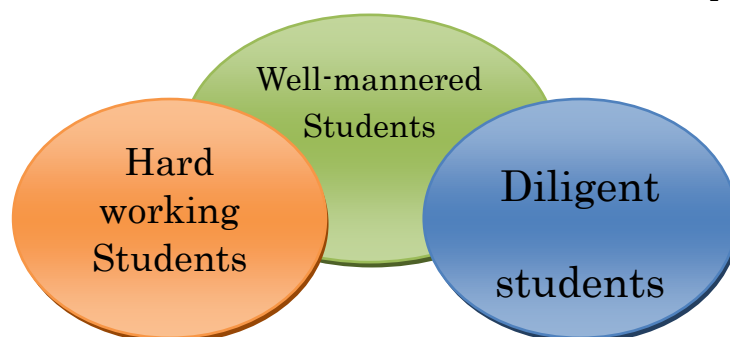 Well-mannered
Students
Hard
working
Students
Diligent
students